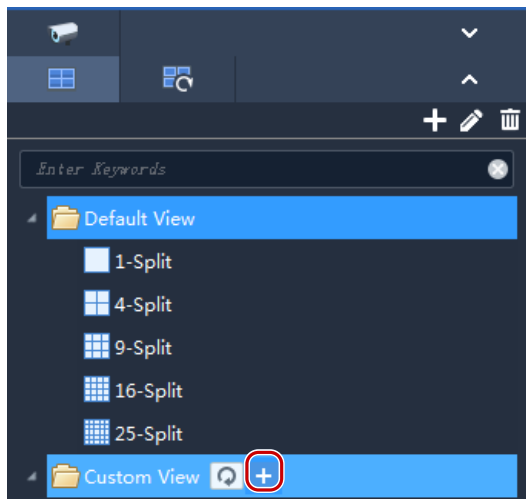 Enter Keywords
Default View
1-Split
4-Split
9-Split
16-Split
25-Split
Custom View